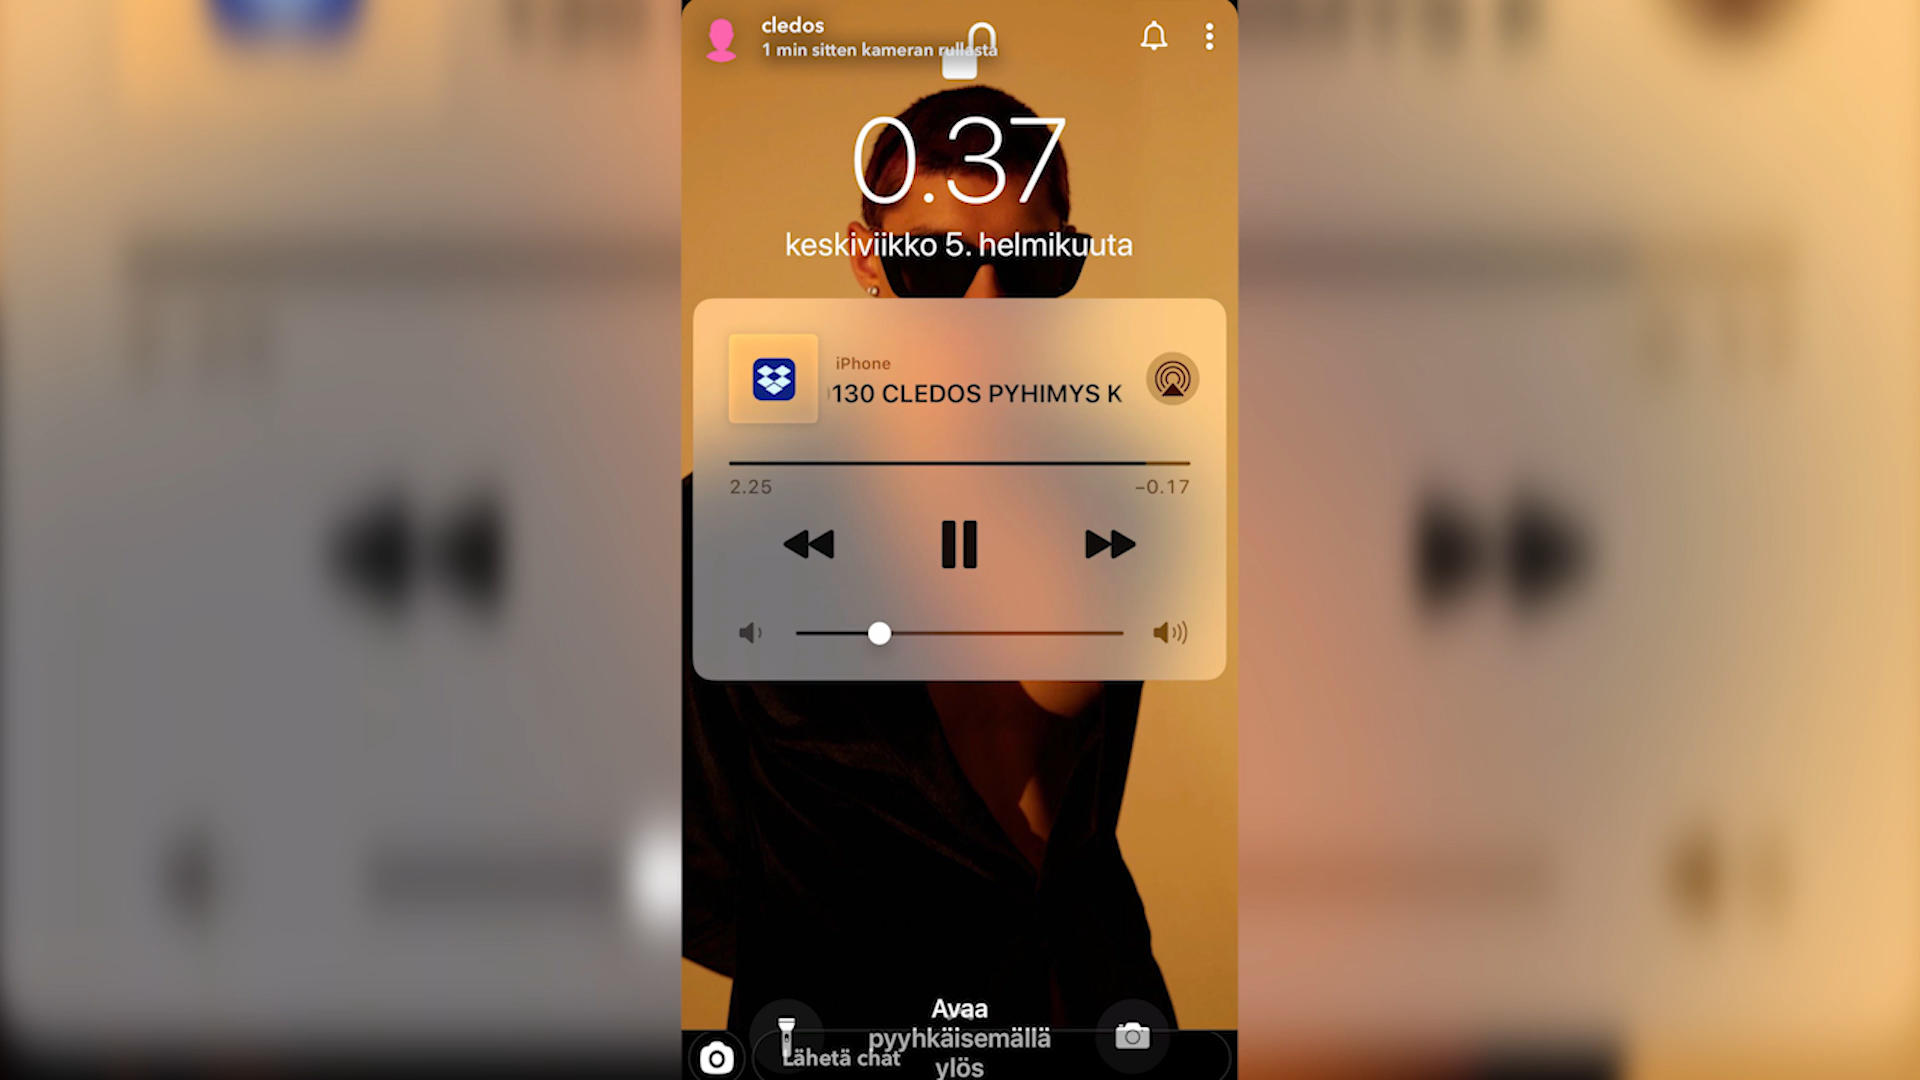 cledos
1 min sitten kameran rullasta
0.37
keskiviikko 5. helmikuuta
iPhone
130 CLEDOS PYHIMYS K
2.25
-0.17
Avaa
pyyhkäisemällä
ylös
Lähetä chat